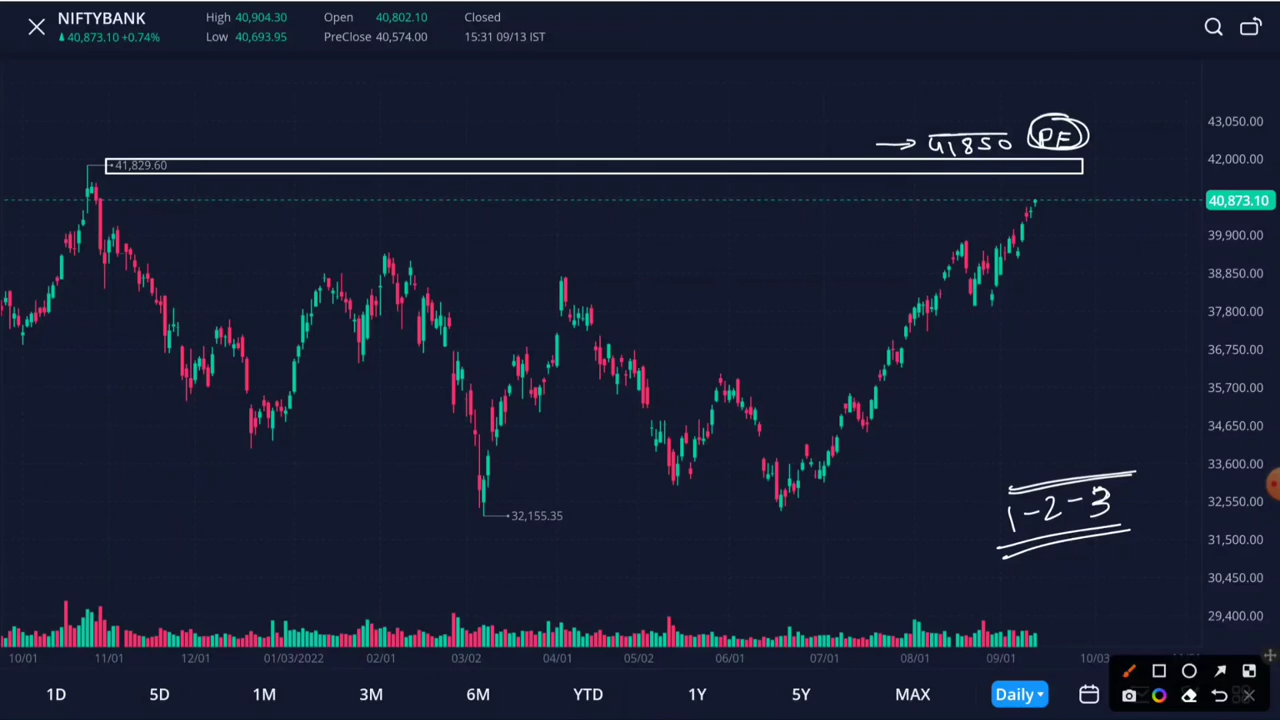 NIFTYBANK
40,873.10 +0.74%
High 40,904.30
Low 40,693.95
Open 40,802.10
PreClose 40,574.00
Closed
15:31 09/13 IST
43,050.00
→ 41,850 PE
42,000.00
41,829.60
40,873.10
39,900.00
38,850.00
37,800.00
36,750.00
35,700.00
34,650.00
33,600.00
32,550.00
1-2-3
32,155.35
31,500.00
30,450.00
29,400.00
10/01 11/01 12/01 01/03/2022 02/01 03/02 04/01 05/02 06/01 07/01 08/01 09/01 10/03
1D 5D 1M 3M 6M YTD 1Y 5Y MAX Daily